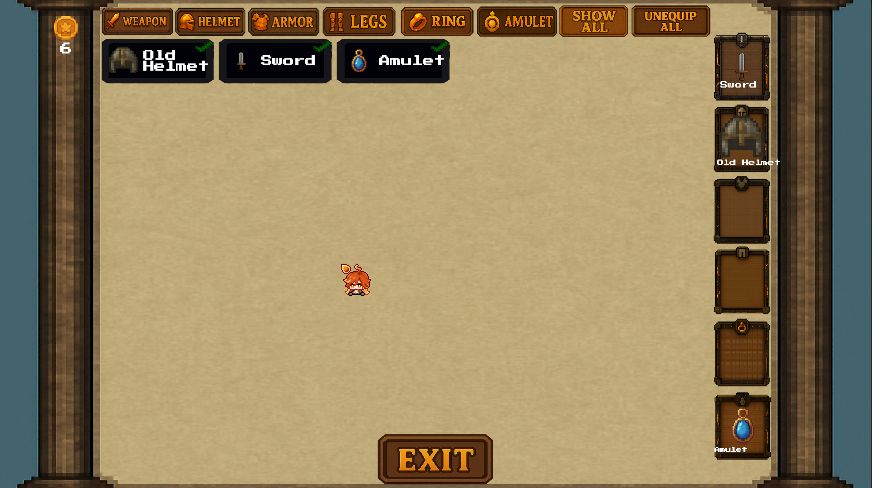 WEAPON
HELMET
ARMOR
LEGS
RING
AMULET
SHOW
ALL
UNEQUIP
ALL
6
Old
Helmet
Sword
Amulet
Sword
Old Helmet
Amulet
EXIT